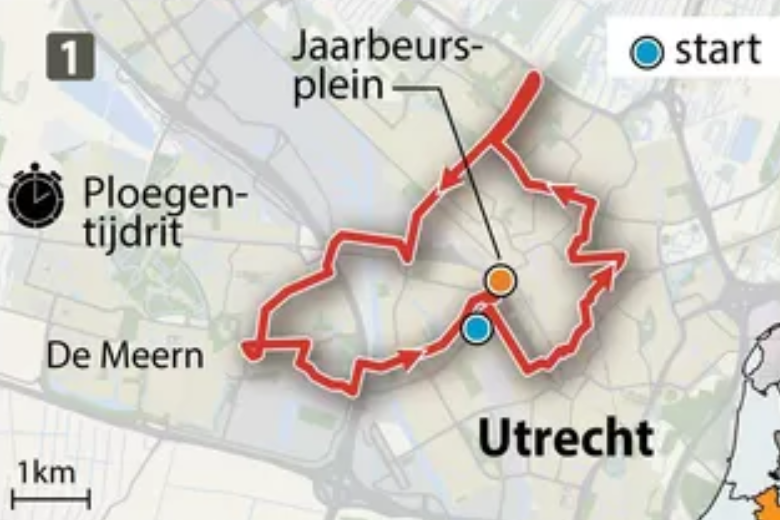 1
Jaarbeurs-
plein
start
Ploegen-
tijdrit
De Meern
Utrecht
1km